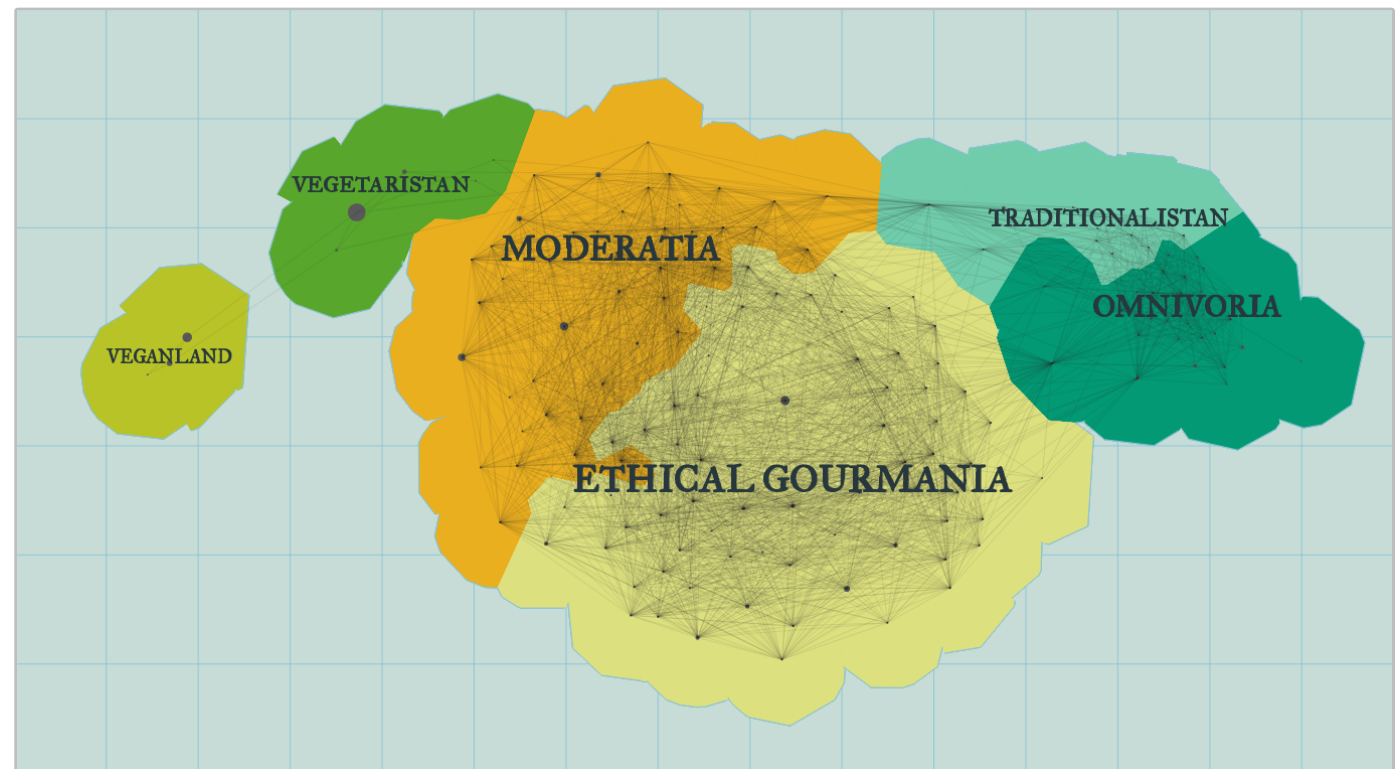 VEGETARISTAN
TRADITIONALISTAN
MODERATIA
OMNIVORIA
VEGANLAND
ETHICAL GOURMANIA